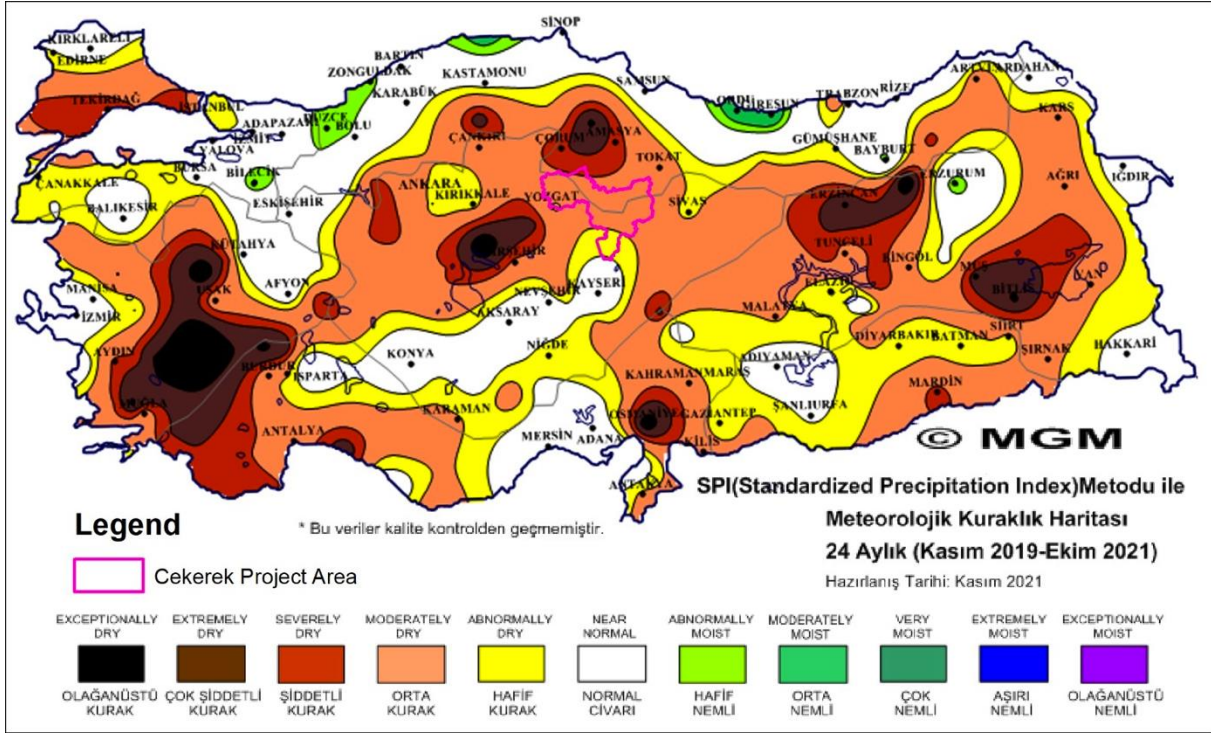 SİNOP
KIRKLARELİ
EDİRNE
BARTIN
ZONGULDAK
KASTAMONU
KARABÜK
SAMSUN
ARTVİN
ARDAHAN
TEKİRDAĞ
İSTANBUL
ADAPAZARI
DÜZCE
BOLU
İZMİT
YALOVA
ÇANKIRI
ÇORUM
AMASYA
ORDU
GİRESUN
TRABZON
RİZE
KARS
GÜMÜŞHANE
BAYBURT
TOKAT
ÇANAKKALE
BURSA
BİLECİK
ANKARA
KIRIKKALE
YOZGAT
SİVAS
ERZİNCAN
ERZURUM
AĞRI
IĞDIR
BALIKESİR
ESKİŞEHİR
KÜTAHYA
KIRŞEHİR
TUNCELİ
BİNGÖL
MUŞ
VAN
MANİSA
UŞAK
AFYON
NEVŞEHİR
KAYSERİ
ELAZIĞ
BİTLİS
İZMİR
AKSARAY
MALATYA
DİYARBAKIR
BATMAN
SİİRT
AYDIN
BURDUR
ISPARTA
KONYA
NİĞDE
ADIYAMAN
ŞIRNAK
HAKKARİ
KAHRAMANMARAŞ
MARDİN
MUĞLA
ANTALYA
KARAMAN
MERSİN
ADANA
OSMANİYE
GAZİANTEP
ŞANLIURFA
KİLİS
ANTAKYA
© MGM
SPI(Standardized Precipitation Index)Metodu ile
Meteorolojik Kuraklık Haritası
24 Aylık (Kasım 2019-Ekim 2021)
Hazırlanış Tarihi: Kasım 2021
Legend
* Bu veriler kalite kontrolden geçmemiştir.
Cekerek Project Area
EXCEPTIONALLY DRY
EXTREMELY DRY
SEVERELY DRY
MODERATELY DRY
ABNORMALLY DRY
NEAR NORMAL
ABNORMALLY MOIST
MODERATELY MOIST
VERY MOIST
EXTREMELY MOIST
EXCEPTIONALLY MOIST
OLAĞANÜSTÜ KURAK
ÇOK ŞİDDETLİ KURAK
ŞİDDETLİ KURAK
ORTA KURAK
HAFİF KURAK
NORMAL CİVARI
HAFİF NEMLİ
ORTA NEMLİ
ÇOK NEMLİ
AŞIRI NEMLİ
OLAĞANÜSTÜ NEMLİ